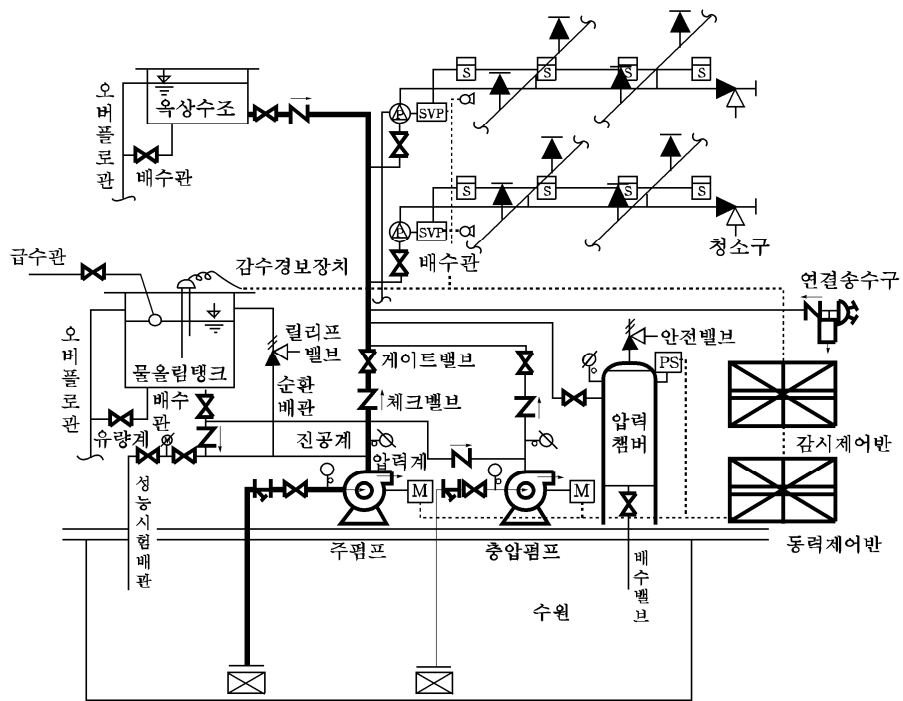 S
S
S
S
오버플로관
옥상수조
P
SVP
배수관
S
S
S
S
P
SVP
청소구
급수관
감수경보장치
배수관
연결송수구
오버플로관
릴리프
밸브
안전밸브
물올림탱크
게이트밸브
PS
순환
배관
배수
관
체크밸브
압력
챔버
유량계
진공계
압력계
감시제어반
M
M
성능시험배관
주펌프
충압펌프
동력제어반
배수밸브
수원